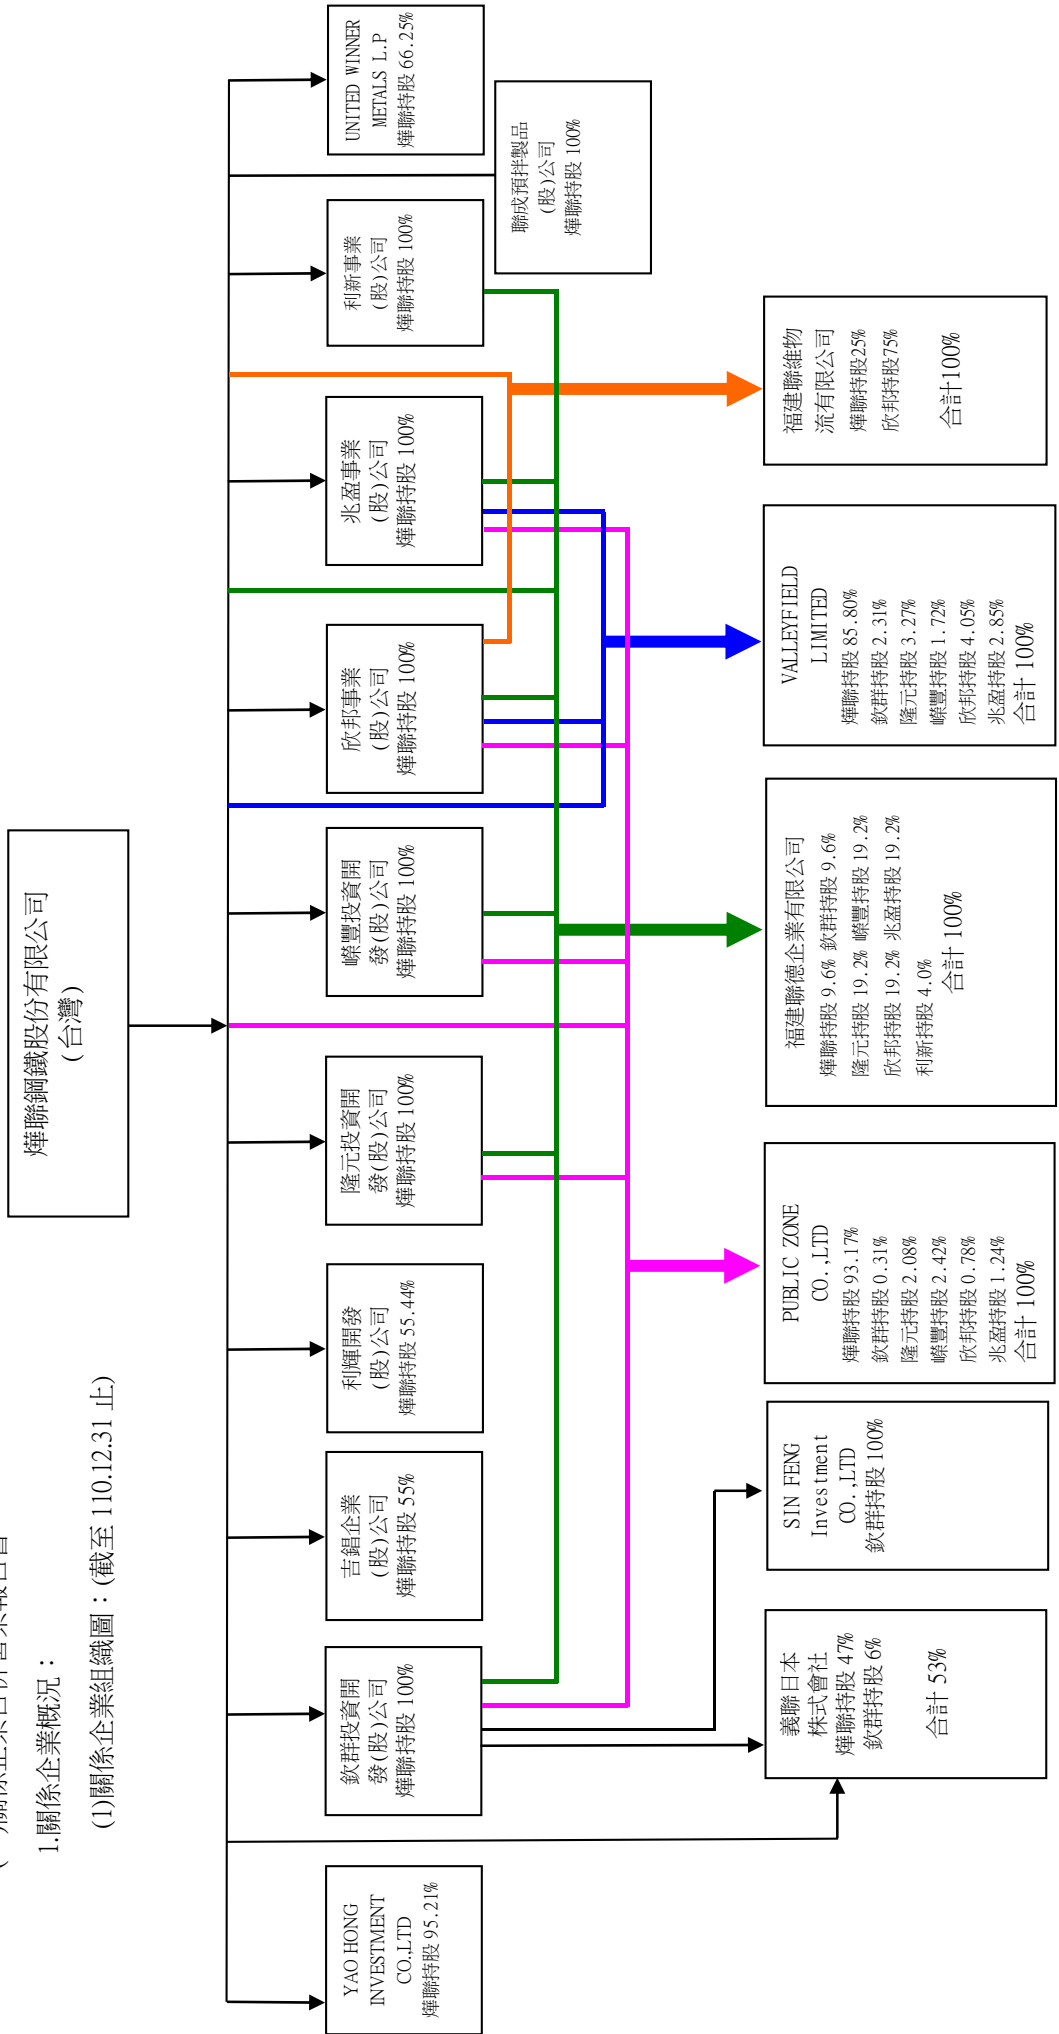 1.關係企業概況：
(1)關係企業組織圖：(截至 110.12.31 止)
燁聯鋼鐵股份有限公司
(台灣)
YAO HONG
INVESTMENT
CO.,LTD
燁聯持股 95.21%
欽群投資開
發(股)公司
燁聯持股 100%
吉錩企業
(股)公司
燁聯持股 55%
利輝開發
(股)公司
燁聯持股 55.44%
隆元投資開
發(股)公司
燁聯持股 100%
嶸豐投資開
發(股)公司
燁聯持股 100%
欣邦事業
(股)公司
燁聯持股 100%
兆盈事業
(股)公司
燁聯持股 100%
利新事業
(股)公司
燁聯持股 100%
UNITED WINNER
METALS L.P
燁聯持股 66.25%
聯成預拌製品
(股)公司
燁聯持股 100%
義聯日本
株式會社
燁聯持股 47%
欽群持股 6%
合計 53%
SIN FENG
Investment
CO.,LTD
欽群持股 100%
PUBLIC ZONE
CO.,LTD
燁聯持股 93.17%
欽群持股 0.31%
隆元持股 2.08%
嶸豐持股 2.42%
欣邦持股 0.78%
兆盈持股 1.24%
合計 100%
福建聯德企業有限公司
燁聯持股 9.6% 欽群持股 9.6%
隆元持股 19.2% 嶸豐持股 19.2%
欣邦持股 19.2% 兆盈持股 19.2%
利新持股 4.0%
合計 100%
VALLEYFIELD
LIMITED
燁聯持股 85.80%
欽群持股 2.31%
隆元持股 3.27%
嶸豐持股 1.72%
欣邦持股 4.05%
兆盈持股 2.85%
合計 100%
福建聯維物
流有限公司
燁聯持股25%
欣邦持股75%
合計100%